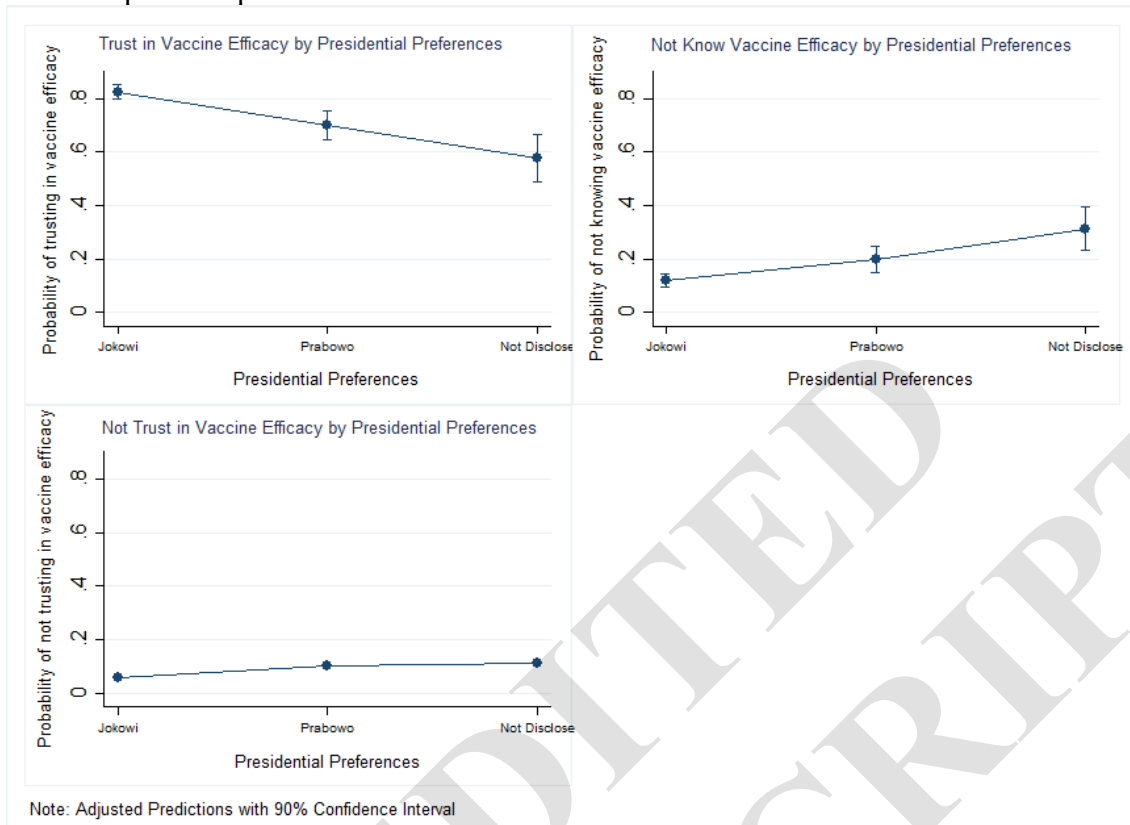 Trust in Vaccine Efficacy by Presidential Preferences
Probability of trusting in vaccine efficacy
.8
.6
.4
.2
0
Jokowi Prabowo Not Disclose
Presidential Preferences
Not Know Vaccine Efficacy by Presidential Preferences
Probability of not knowing vaccine efficacy
.8
.6
.4
.2
0
Jokowi Prabowo Not Disclose
Presidential Preferences
Not Trust in Vaccine Efficacy by Presidential Preferences
Probability of not trusting in vaccine efficacy
.8
.6
.4
.2
0
Jokowi Prabowo Not Disclose
Presidential Preferences
Note: Adjusted Predictions with 90% Confidence Interval
EDITED
CRIPT